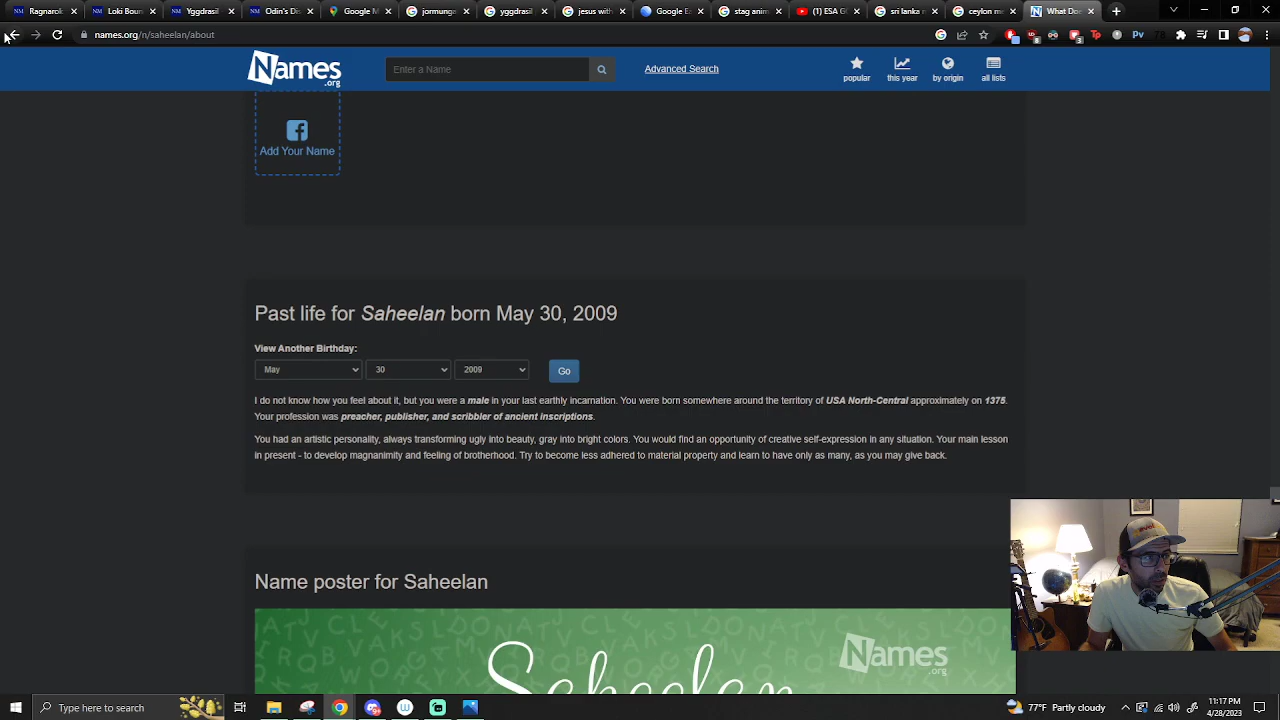 Ragnarok
Loki Boun
Yggdrasil
Odin's Di
Google M
jormung
yggdrasil
jesus with
Google E
stag anim
(1) ESA G
sri lanka
ceylon m
What Do
names.org/n/saheelan/about
Names .org
Enter a Name
Advanced Search
popular
this year
by origin
all lists
Add Your Name
Past life for Saheelan born May 30, 2009
View Another Birthday:
May 30 2009 Go
I do not know how you feel about it, but you were a male in your last earthly incarnation. You were born somewhere around the territory of USA North-Central approximately on 1375.
Your profession was preacher, publisher, and scribbler of ancient inscriptions.
You had an artistic personality, always transforming ugly into beauty, gray into bright colors. You would find an opportunity of creative self-expression in any situation. Your main lesson
in present - to develop magnanimity and feeling of brotherhood. Try to become less adhered to material property and learn to have only as many, as you may give back.
Name poster for Saheelan
Names .org
Saheelan
Type here to search
77°F Partly cloudy
11:17 PM
4/28/2023